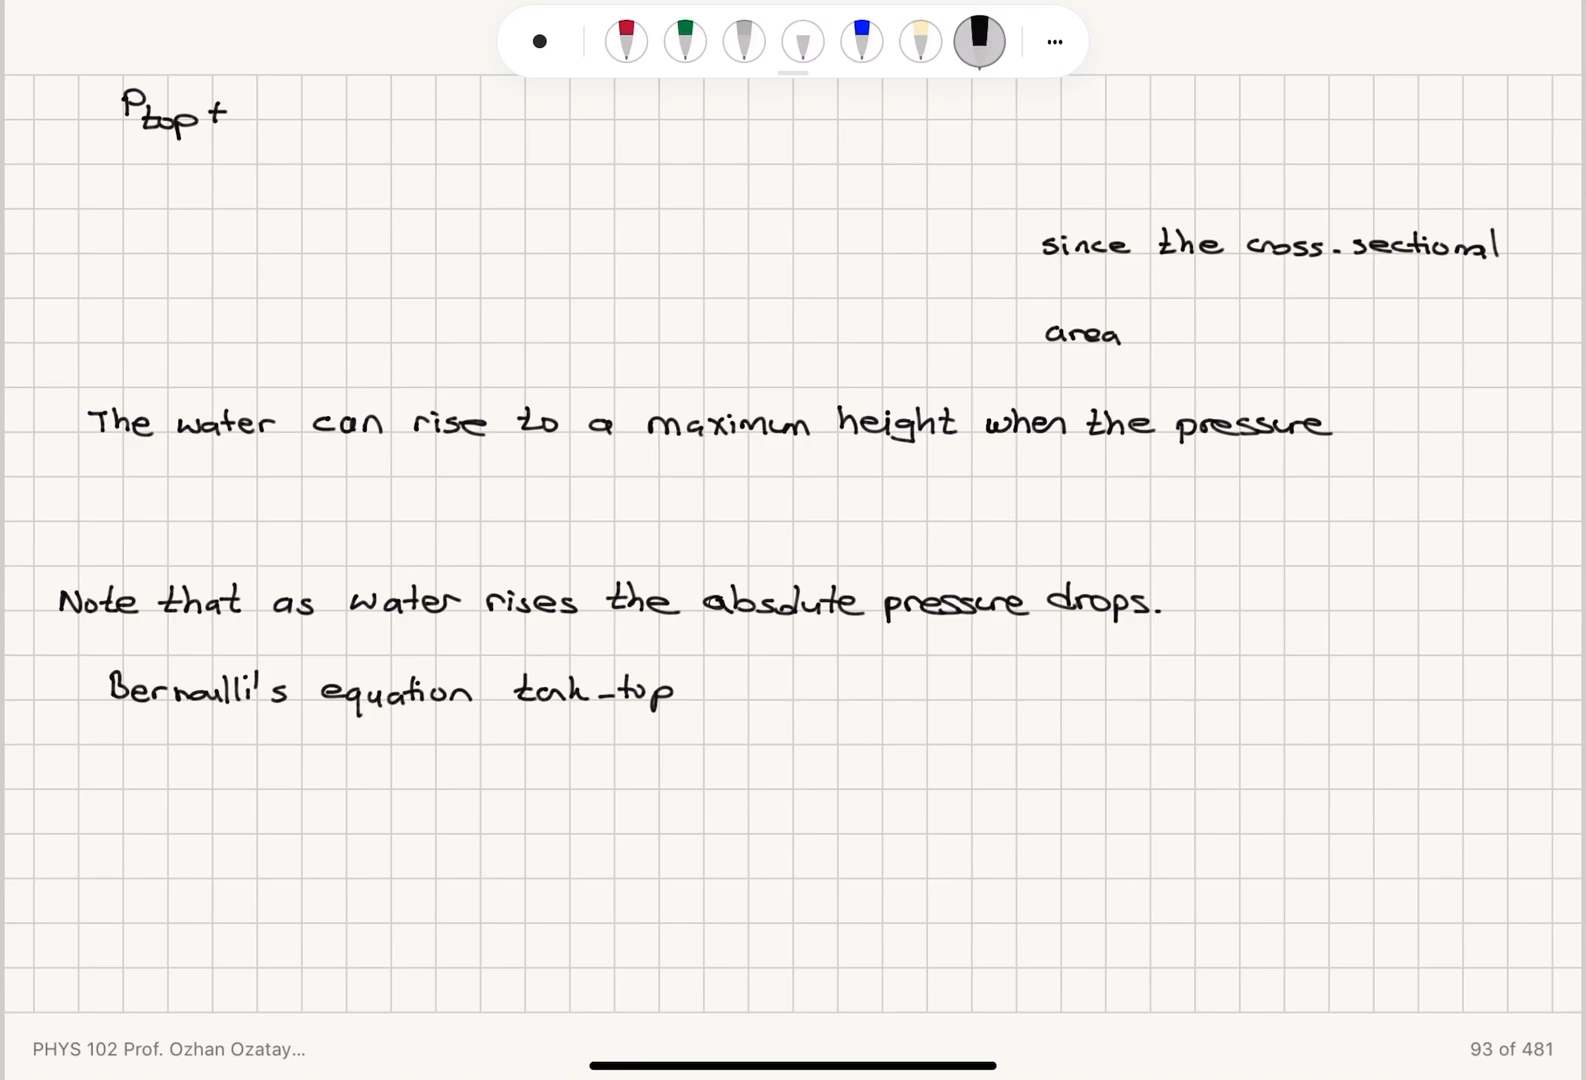 Ptop +
since the cross-sectional
area
The water can rise to a maximum height when the pressure
Note that as water rises the absolute pressure drops.
Bernoulli's equation tank-top
PHYS 102 Prof. Ozhan Ozatay...
93 of 481